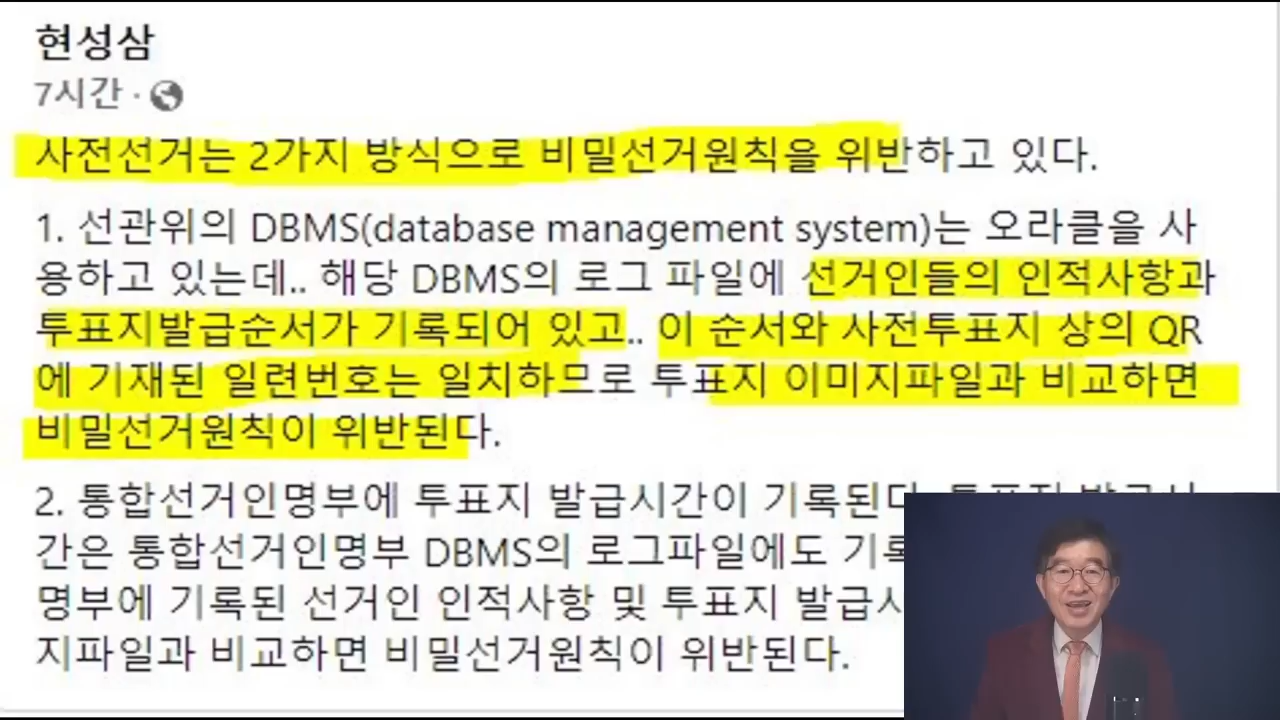 현성삼
7시간 ·
사전선거는 2가지 방식으로 비밀선거원칙을 위반하고 있다.
1. 선관위의 DBMS(database management system)는 오라클을 사
용하고 있는데.. 해당 DBMS의 로그 파일에 선거인들의 인적사항과
투표지발급순서가 기록되어 있고.. 이 순서와 사전투표지 상의 QR
에 기재된 일련번호는 일치하므로 투표지 이미지파일과 비교하면
비밀선거원칙이 위반된다.
2. 통합선거인명부에 투표지 발급시간이 기록된다
간은 통합선거인명부 DBMS의 로그파일에도
명부에 기록된 선거인 인적사항 및 투표지
지파일과 비교하면 비밀선거원칙이 위반된다.